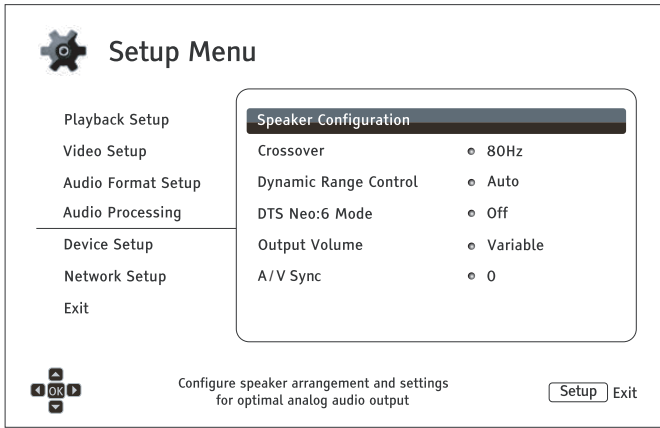 Setup Menu
Playback Setup
Video Setup
Audio Format Setup
Audio Processing
Device Setup
Network Setup
Exit
Speaker Configuration
Crossover 80Hz
Dynamic Range Control Auto
DTS Neo:6 Mode Off
Output Volume Variable
A/V Sync 0
OK
Configure speaker arrangement and settings
for optimal analog audio output
Setup Exit